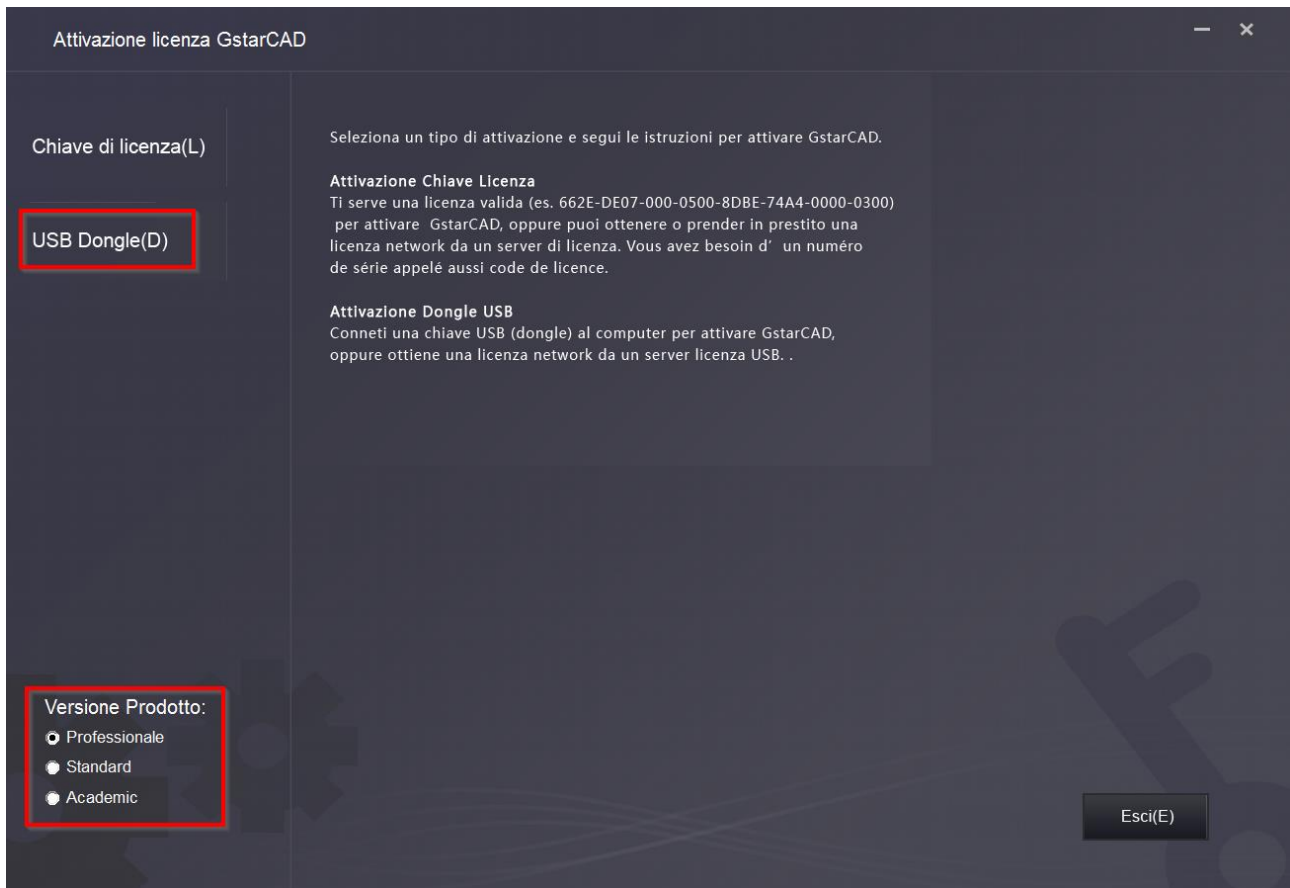 Attivazione licenza GstarCAD
Chiave di licenza(L)
USB Dongle(D)
Seleziona un tipo di attivazione e segui le istruzioni per attivare GstarCAD.
Attivazione Chiave Licenza
Ti serve una licenza valida (es. 662E-DE07-000-0500-8DBE-74A4-0000-0300)
per attivare GstarCAD, oppure puoi ottenere o prender in prestito una
licenza network da un server di licenza. Vous avez besoin d' un numéro
de série appelé aussi code de licence.
Attivazione Dongle USB
Conneti una chiave USB (dongle) al computer per attivare GstarCAD,
oppure ottiene una licenza network da un server licenza USB. .
Versione Prodotto:
Professionale
Standard
Academic
Esci(E)